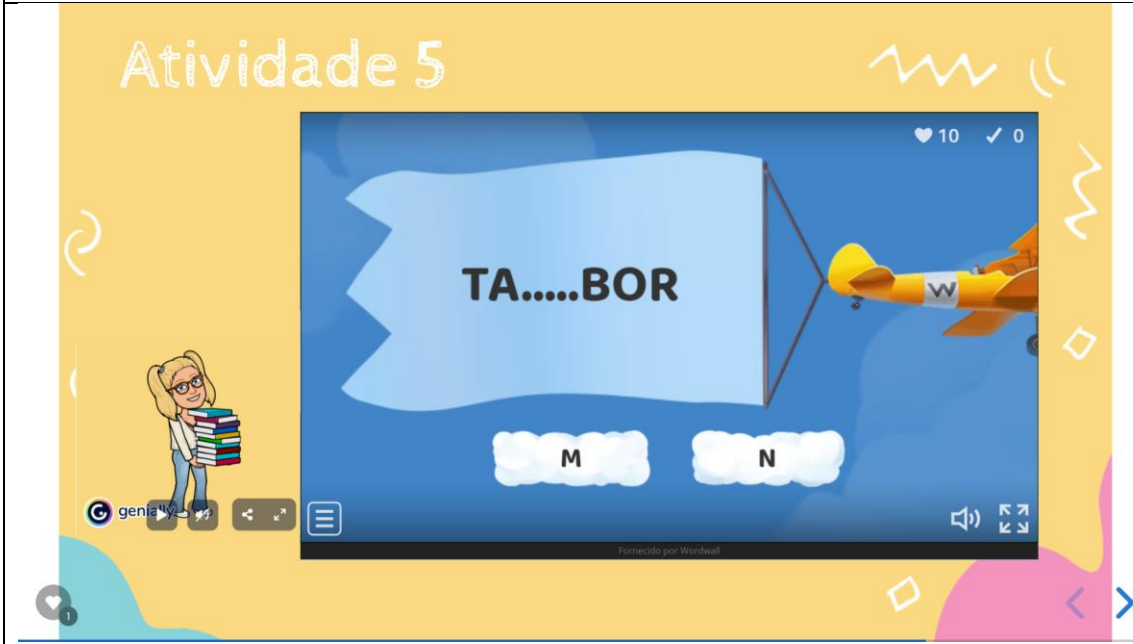 Atividade 5
10 0
TA.....BOR
W
M N
genially
Fornecido por Wordwall
1